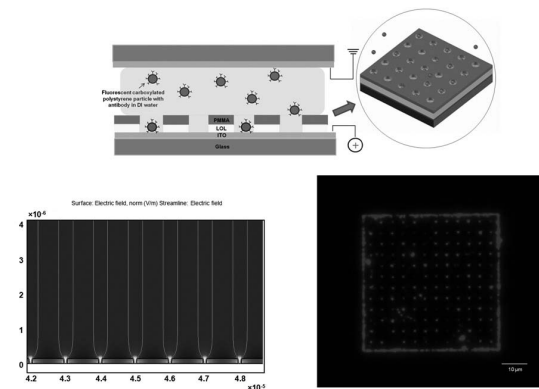 Fluorescent carboxylated
polystyrene particle with
antibody in DI water
PMMA
LOL
ITO
Glass
+
Surface: Electric field, norm (V/m) Streamline: Electric field
×10⁻⁶
4
3
2
1
0
4.2 4.3 4.4 4.5 4.6 4.7 4.8
×10⁻⁵
10 μm